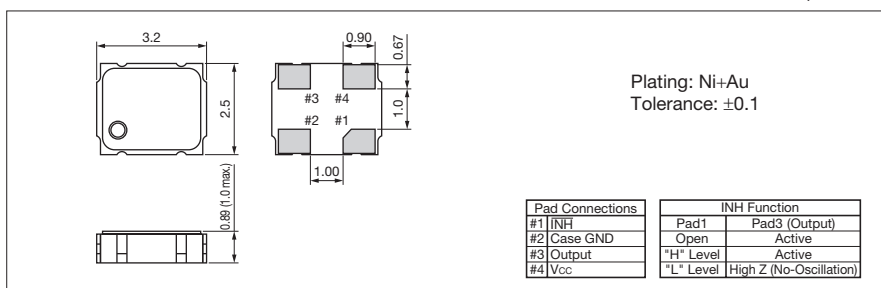 3.2
2.5
0.89 (1.0 max.)
0.90
0.67
#3 #4
#2 #1
1.0
1.00
Plating: Ni+Au
Tolerance: ±0.1
Pad Connections
#1 INH
#2 Case GND
#3 Output
#4 Vcc
INH Function
Pad1 Pad3 (Output)
Open Active
"H" Level Active
"L" Level High Z (No-Oscillation)